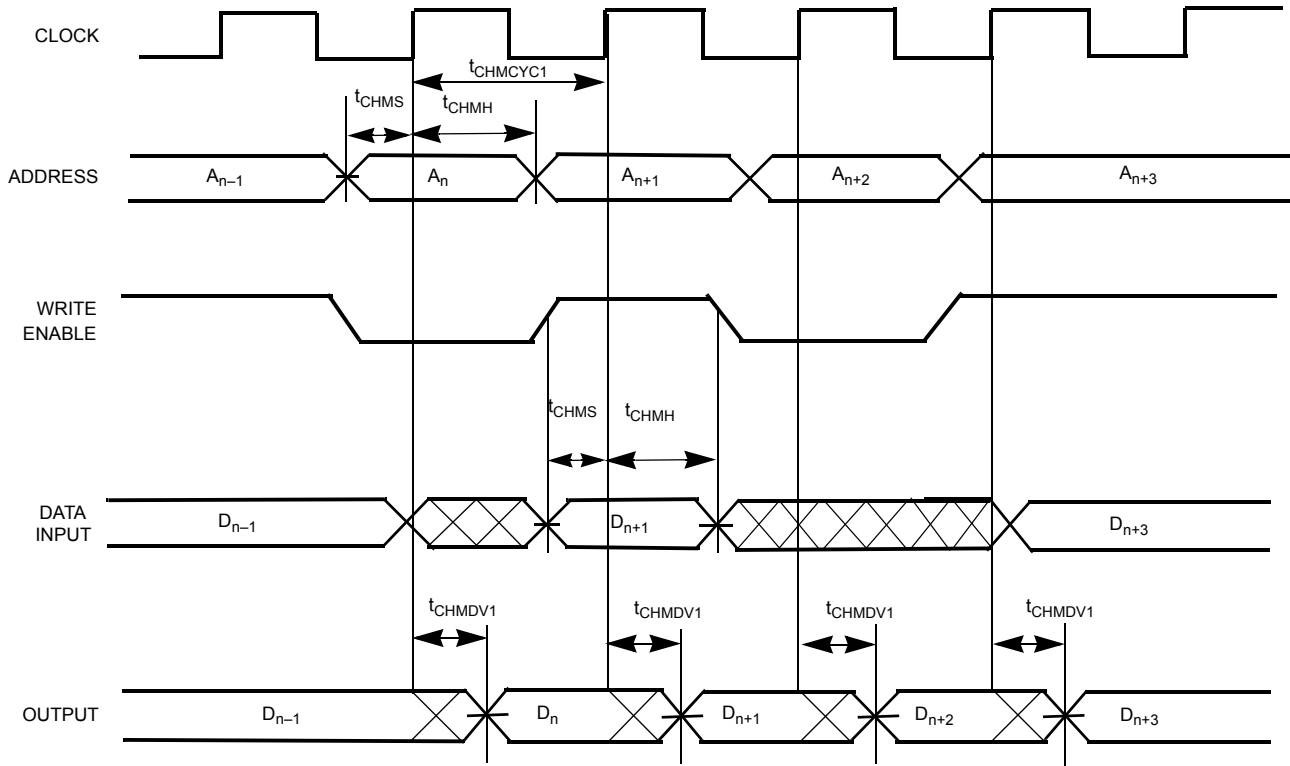 CLOCK
tCHMCYC1
tCHMS
tCHMH
ADDRESS
An–1
An
An+1
An+2
An+3
WRITE
ENABLE
tCHMS
tCHMH
DATA
INPUT
Dn–1
Dn+1
Dn+3
tCHMDV1
tCHMDV1
tCHMDV1
tCHMDV1
OUTPUT
Dn–1
Dn
Dn+1
Dn+2
Dn+3